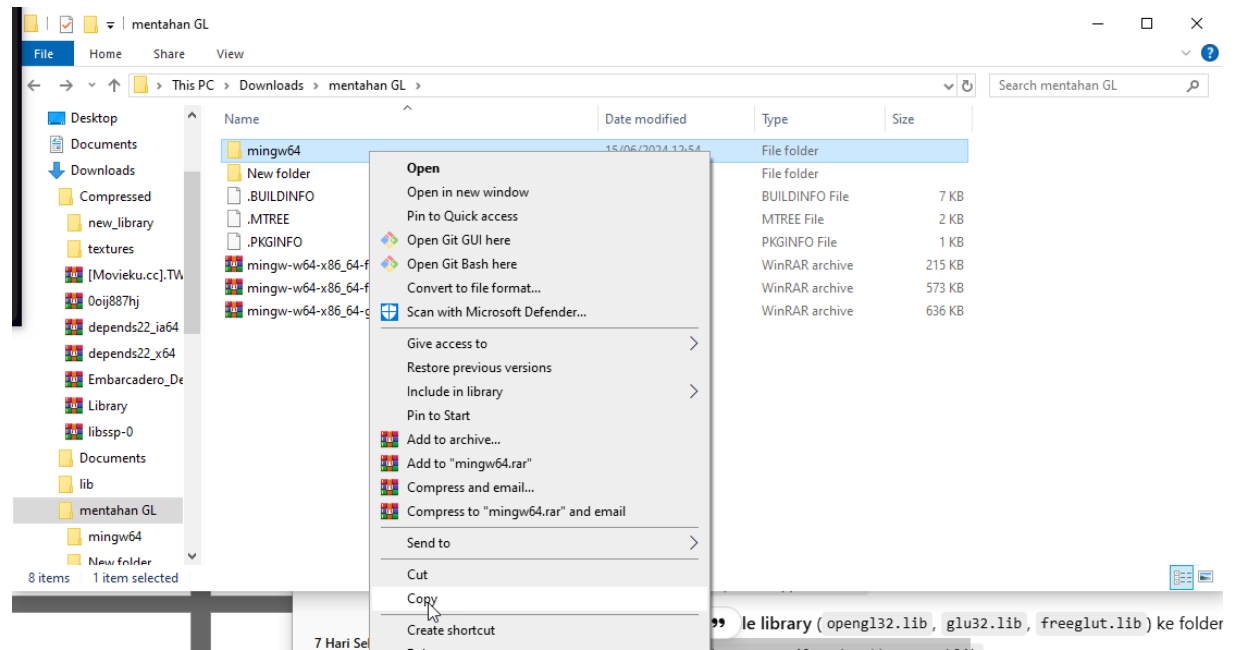 mentahan GL
File Home Share View
This PC > Downloads > mentahan GL >
Search mentahan GL
Desktop
Documents
Downloads
Compressed
new_library
textures
[Movieku.cc].TW
0oij887hj
depends22_ia64
depends22_x64
Embarcadero_De
Library
libssp-0
Documents
lib
mentahan GL
mingw64
New folder
Name Date modified Type Size
mingw64 15/06/2024 12:54 File folder
New folder File folder
.BUILDINFO BUILDINFO File 7 KB
.MTREE MTREE File 2 KB
.PKGINFO PKGINFO File 1 KB
mingw-w64-x86_64-f WinRAR archive 215 KB
mingw-w64-x86_64-f WinRAR archive 573 KB
mingw-w64-x86_64-g WinRAR archive 636 KB
Open
Open in new window
Pin to Quick access
Open Git GUI here
Open Git Bash here
Convert to file format...
Scan with Microsoft Defender...
Give access to
Restore previous versions
Include in library
Pin to Start
Add to archive...
Add to "mingw64.rar"
Compress and email...
Compress to "mingw64.rar" and email
Send to
Cut
Copy
Create shortcut
8 items 1 item selected
7 Hari Sel
le library ( opengl32.lib , glu32.lib , freeglut.lib ) ke folder